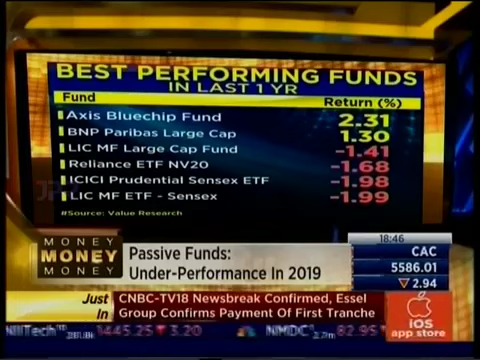 BEST PERFORMING FUNDS
IN LAST 1 YR
Fund Return (%)
Axis Bluechip Fund 2.31
BNP Paribas Large Cap 1.30
LIC MF Large Cap Fund -1.41
Reliance ETF NV20 -1.68
ICICI Prudential Sensex ETF -1.98
LIC MF ETF - Sensex -1.99
#Source: Value Research
MONEY
MONEY
MONEY
Passive Funds:
Under-Performance In 2019
18:46
CAC
5586.01
▼2.94
Just
In
CNBC-TV18 Newsbreak Confirmed, Essel
Group Confirms Payment Of First Tranche
iOS
app store
1445.25 ▼3.20 NMDC 82.95